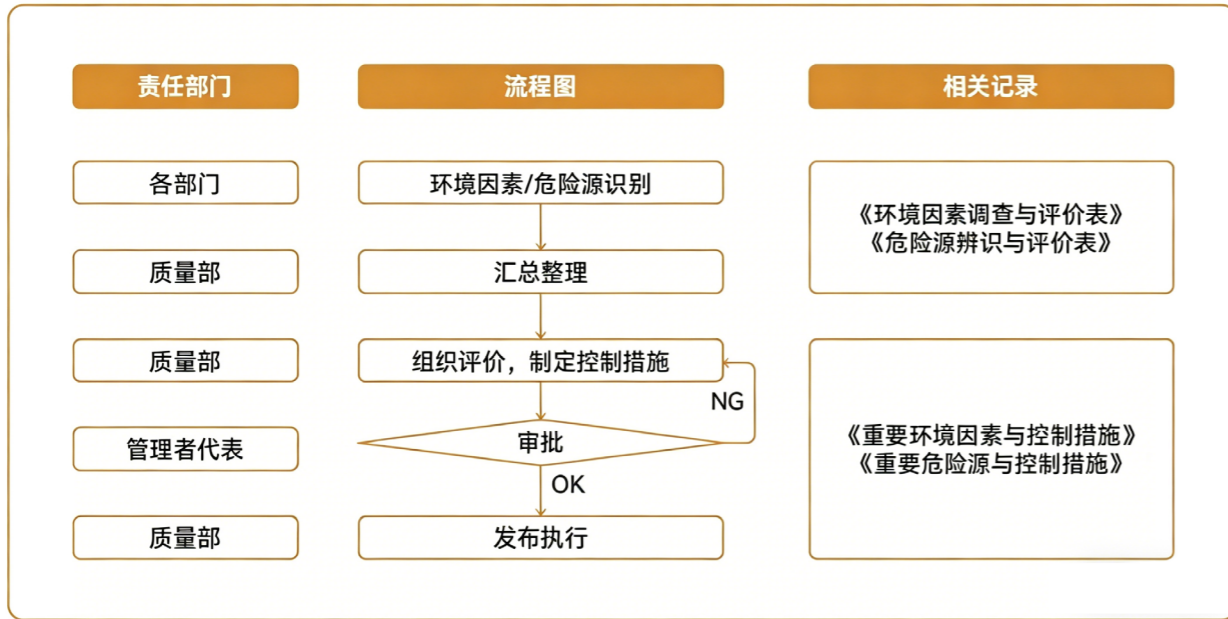 责任部门
流程图
相关记录
各部门
环境因素/危险源识别
《环境因素调查与评价表》
《危险源辨识与评价表》
质量部
汇总整理
质量部
组织评价，制定控制措施
NG
管理者代表
审批
《重要环境因素与控制措施》
《重要危险源与控制措施》
OK
质量部
发布执行